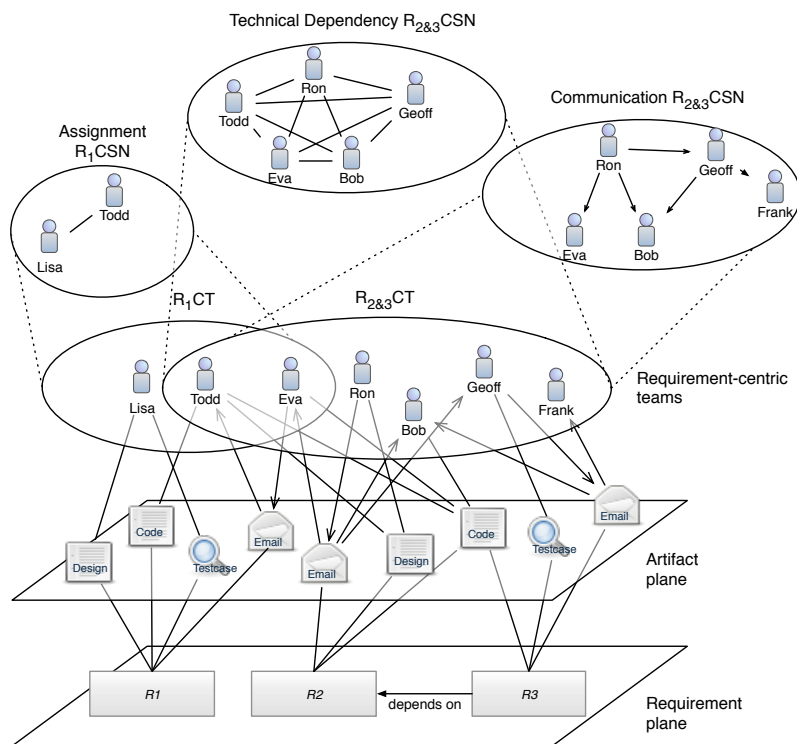 Technical Dependency R2&3CSN
Ron
Todd
Geoff
Eva
Bob
Communication R2&3CSN
Ron
Geoff
Frank
Eva
Bob
Assignment
R1CSN
Todd
Lisa
R1CT
R2&3CT
Lisa
Todd
Eva
Ron
Bob
Geoff
Frank
Requirement-centric
teams
Design
Code
Testcase
Email
Email
Design
Code
Testcase
Email
Artifact
plane
R1
R2
depends on
R3
Requirement
plane